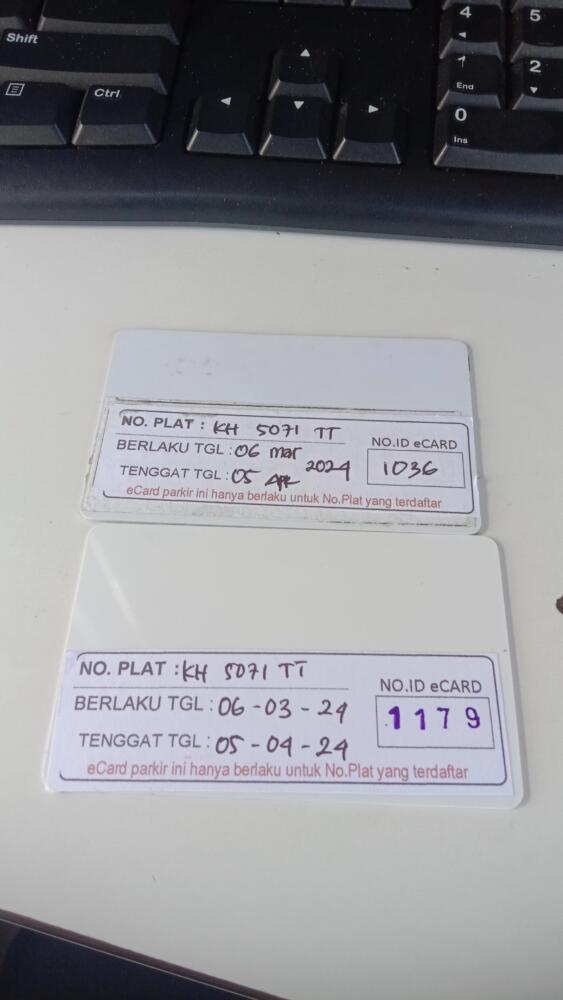 Shift
Ctrl
4
5
1
End
2
0
Ins
NO. PLAT : KH 5071 TT
BERLAKU TGL : 06 mar 2024
TENGGAT TGL : 05 Apr
NO.ID eCARD
1036
eCard parkir ini hanya berlaku untuk No.Plat yang terdaftar
NO. PLAT : KH 5071 TT
BERLAKU TGL : 06 - 03 - 24
TENGGAT TGL : 05 - 04 - 24
NO.ID eCARD
1179
eCard parkir ini hanya berlaku untuk No.Plat yang terdaftar